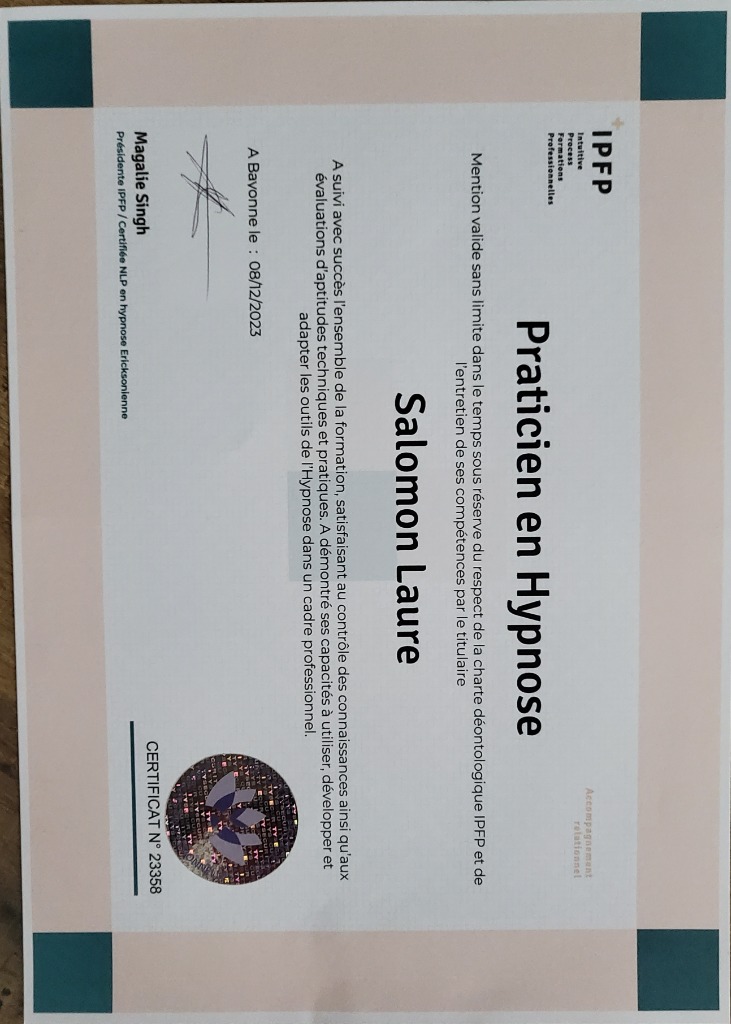 IPFP
Intuitive
Process
Formations
Professionnelles
Accompagnement
relationnel
Praticien en Hypnose
Mention valide sans limite dans le temps sous réserve du respect de la charte déontologique IPFP et de
l'entretien de ses compétences par le titulaire
Salomon Laure
A suivi avec succès l'ensemble de la formation, satisfaisant au contrôle des connaissances ainsi qu'aux
évaluations d'aptitudes techniques et pratiques. A démontré ses capacités à utiliser, développer et
adapter les outils de l'Hypnose dans un cadre professionnel.
A Bayonne le : 08/12/2023
Magalie Singh
Présidente IPFP / Certifiée NLP en hypnose Ericksonienne
CERTIFICAT N° 23358